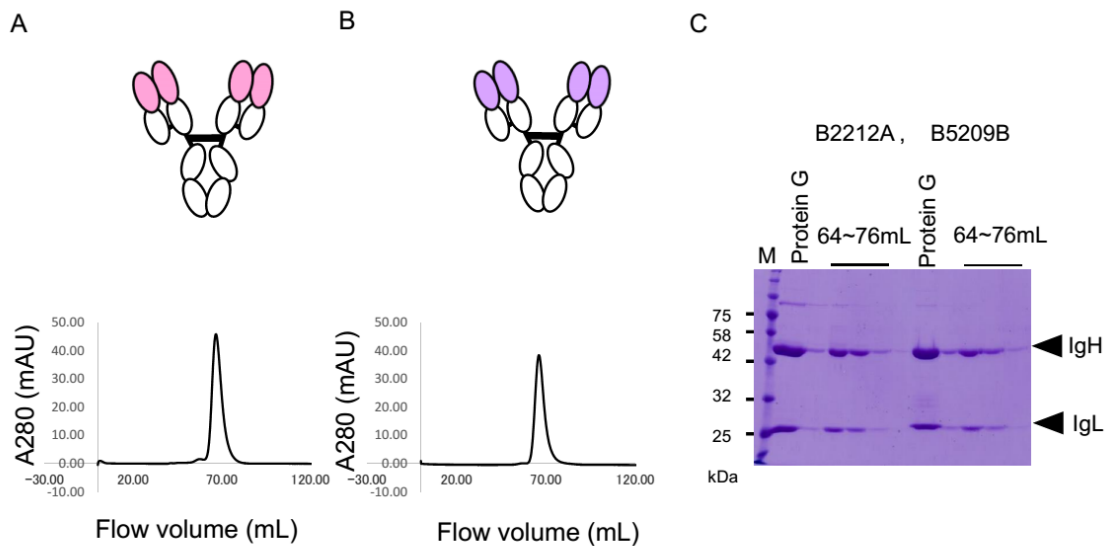 A
B
C
B2212A , B5209B
Protein G
64~76mL
Protein G
64~76mL
M
75
58
42
32
25
kDa
IgH
IgL
A280 (mAU)
50.00
40.00
30.00
20.00
10.00
0.00
-10.00
−30.00
20.00
70.00
120.00
Flow volume (mL)
A280 (mAU)
50.00
40.00
30.00
20.00
10.00
0.00
-10.00
−30.00
20.00
70.00
120.00
Flow volume (mL)